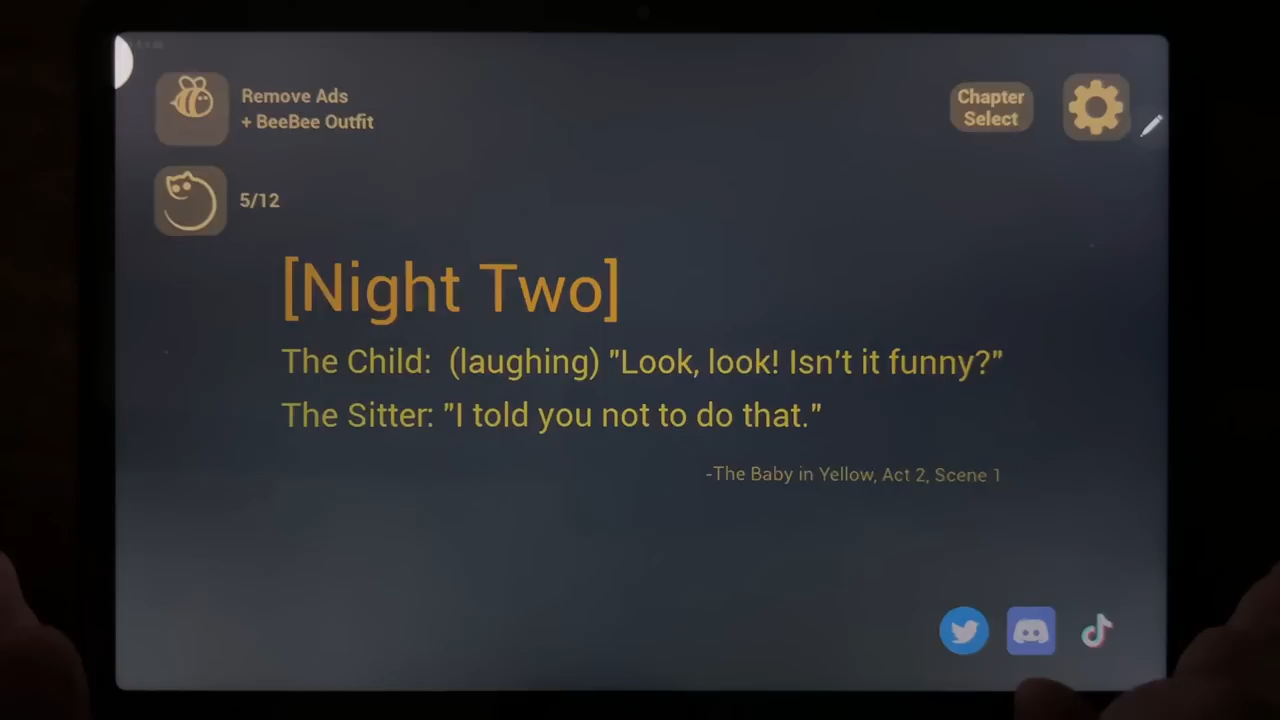 Remove Ads
+ BeeBee Outfit
Chapter
Select
5/12
[Night Two]
The Child: (laughing) "Look, look! Isn't it funny?"
The Sitter: "I told you not to do that."
-The Baby in Yellow, Act 2, Scene 1